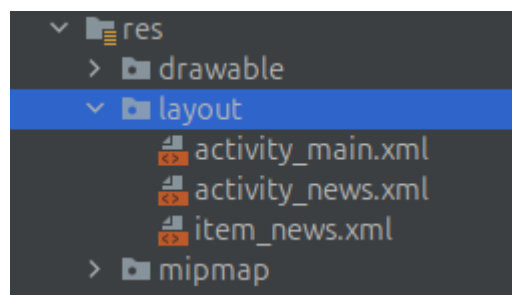 res
drawable
layout
activity_main.xml
activity_news.xml
item_news.xml
mipmap